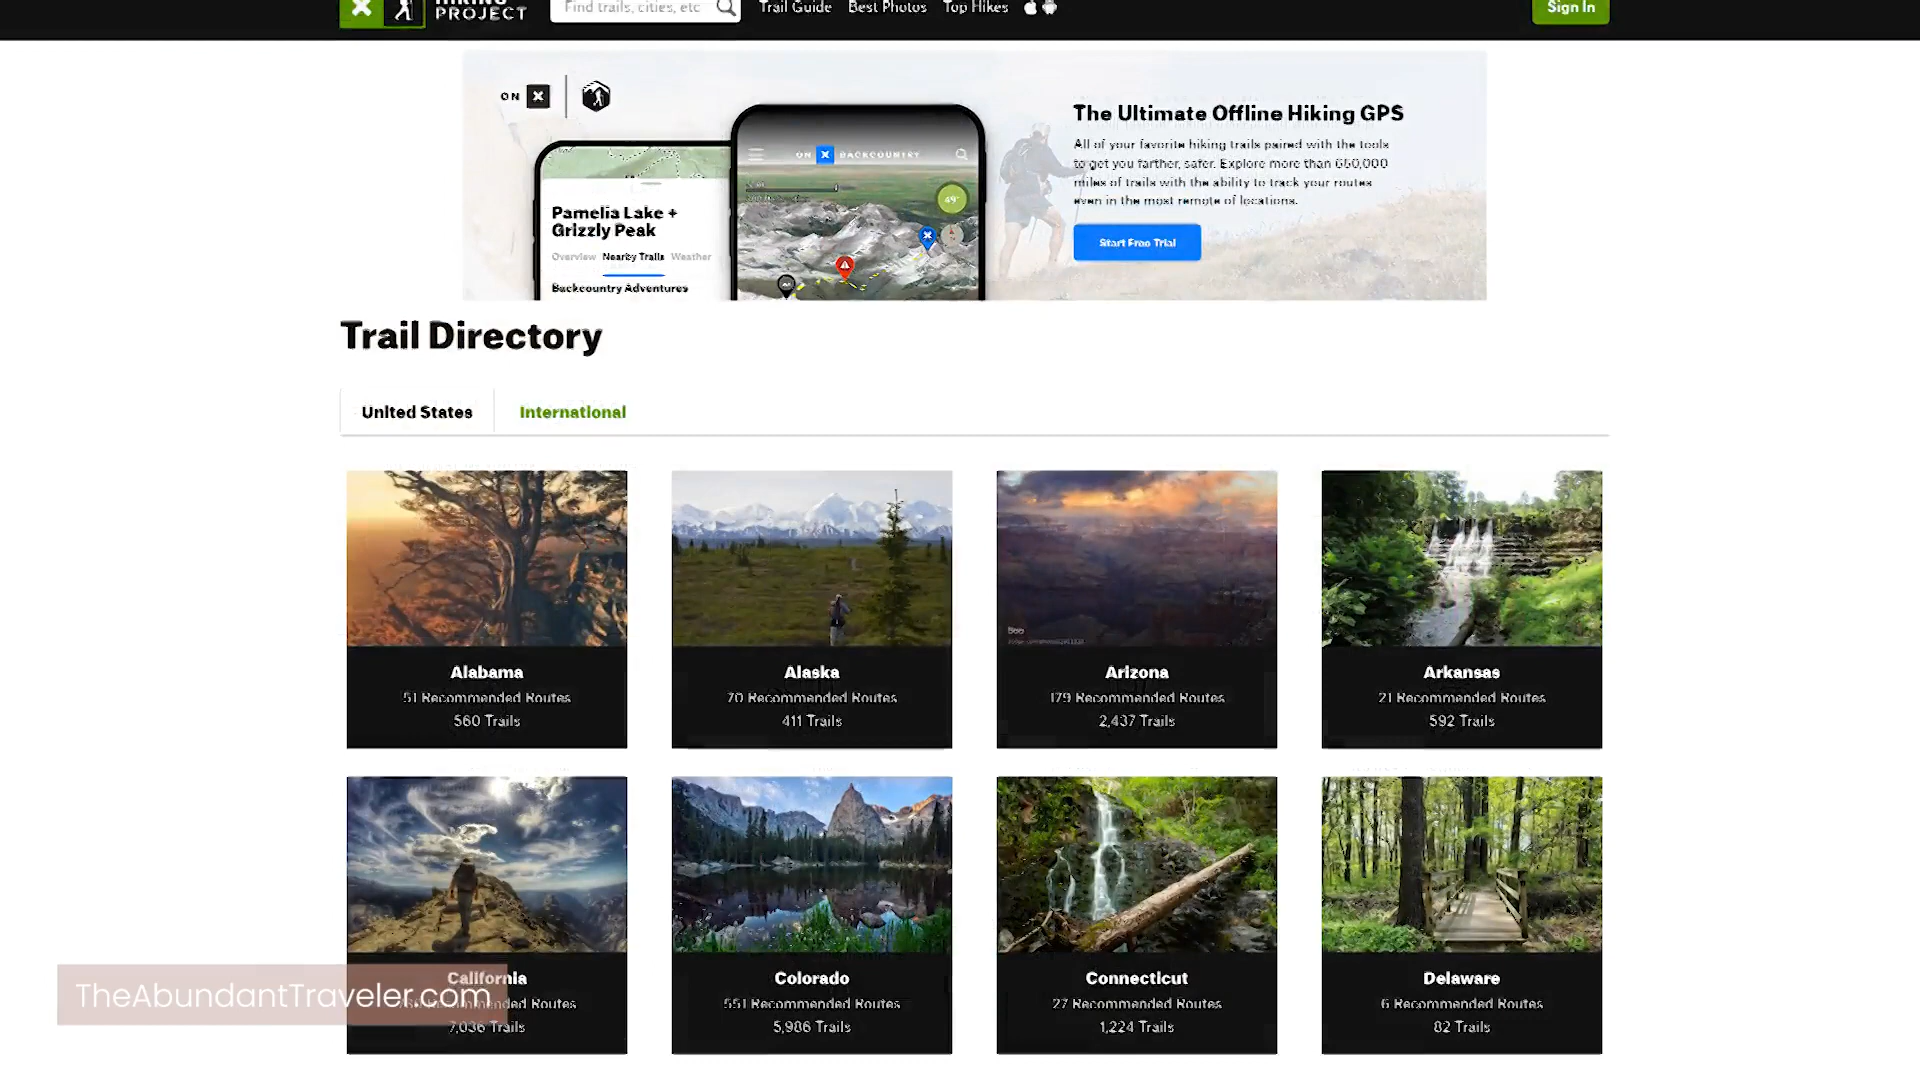 HIKING
PROJECT
Find trails, cities, etc
Trail Guide
Best Photos
Top Hikes
Sign In
ON X
The Ultimate Offline Hiking GPS
All of your favorite hiking trails paired with the tools
to get you farther, safer. Explore more than 650,000
miles of trails with the ability to track your routes
even in the most remote of locations.
Start Free Trial
Pamelia Lake +
Grizzly Peak
Overview Nearby Trails Weather
Backcountry Adventures
ON X BACKCOUNTRY
49°
Trail Directory
United States
International
Alabama
51 Recommended Routes
560 Trails
Alaska
70 Recommended Routes
411 Trails
Arizona
179 Recommended Routes
2,437 Trails
Arkansas
21 Recommended Routes
592 Trails
California
Recommended Routes
7,036 Trails
Colorado
551 Recommended Routes
5,986 Trails
Connecticut
27 Recommended Routes
1,224 Trails
Delaware
6 Recommended Routes
82 Trails
TheAbundantTraveler.com